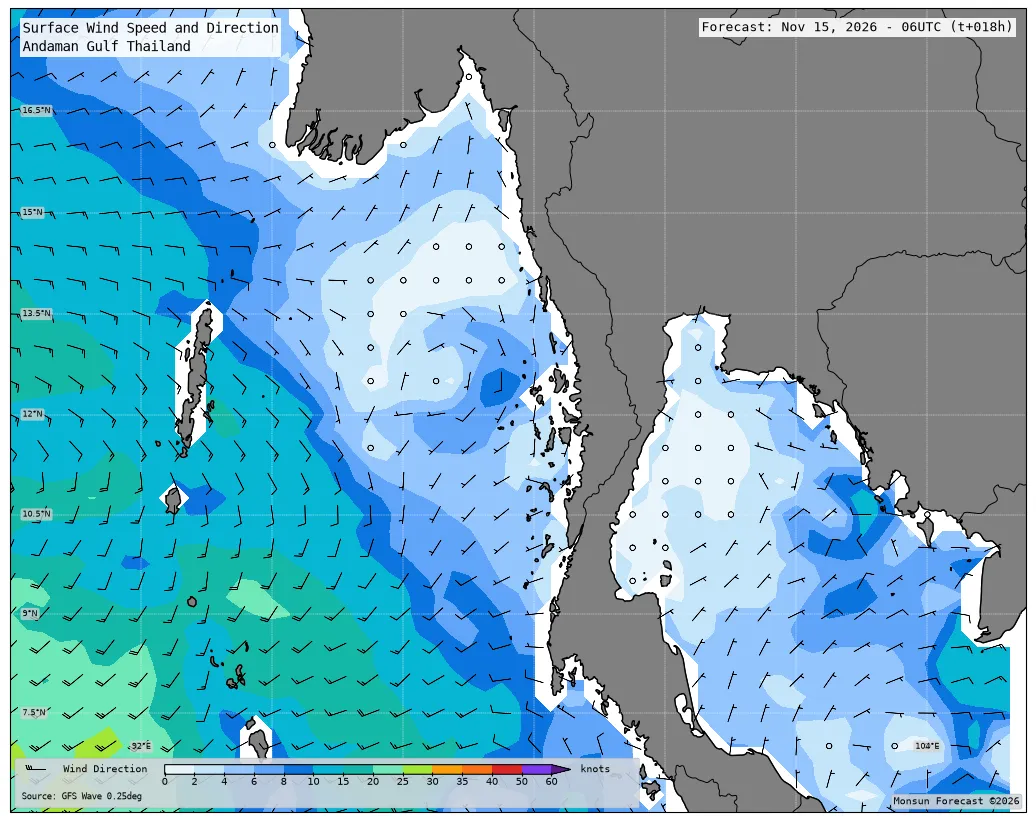 Surface Wind Speed and Direction
Andaman Gulf Thailand
Forecast: Nov 15, 2026 - 06UTC (t+018h)
16.5°N
15°N
13.5°N
12°N
10.5°N
9°N
7.5°N
92°E
104°E
Wind Direction
0 2 4 6 8 10 15 20 25 30 35 40 50 60
knots
Source: GFS Wave 0.25deg
Monsun Forecast ©2026